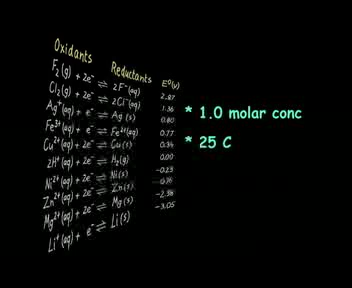 Oxidants Reductants E⁰(v)
F₂(g) + 2e⁻ ⇌ 2F⁻(aq) 2.87
Cl₂(g) + 2e⁻ ⇌ 2Cl⁻(aq) 1.36
Ag⁺(aq) + e⁻ ⇌ Ag(s) 0.80
Fe³⁺(aq) + e⁻ ⇌ Fe²⁺(aq) 0.77
Cu²⁺(aq) + 2e⁻ ⇌ Cu(s) 0.34
2H⁺(aq) + 2e⁻ ⇌ H₂(g) 0.00
Ni²⁺(aq) + 2e⁻ ⇌ Ni(s) -0.23
Zn²⁺(aq) + 2e⁻ ⇌ Zn(s) -0.76
Mg²⁺(aq) + 2e⁻ ⇌ Mg(s) -2.38
Li⁺(aq) + e⁻ ⇌ Li(s) -3.05
* 1.0 molar conc
* 25 C